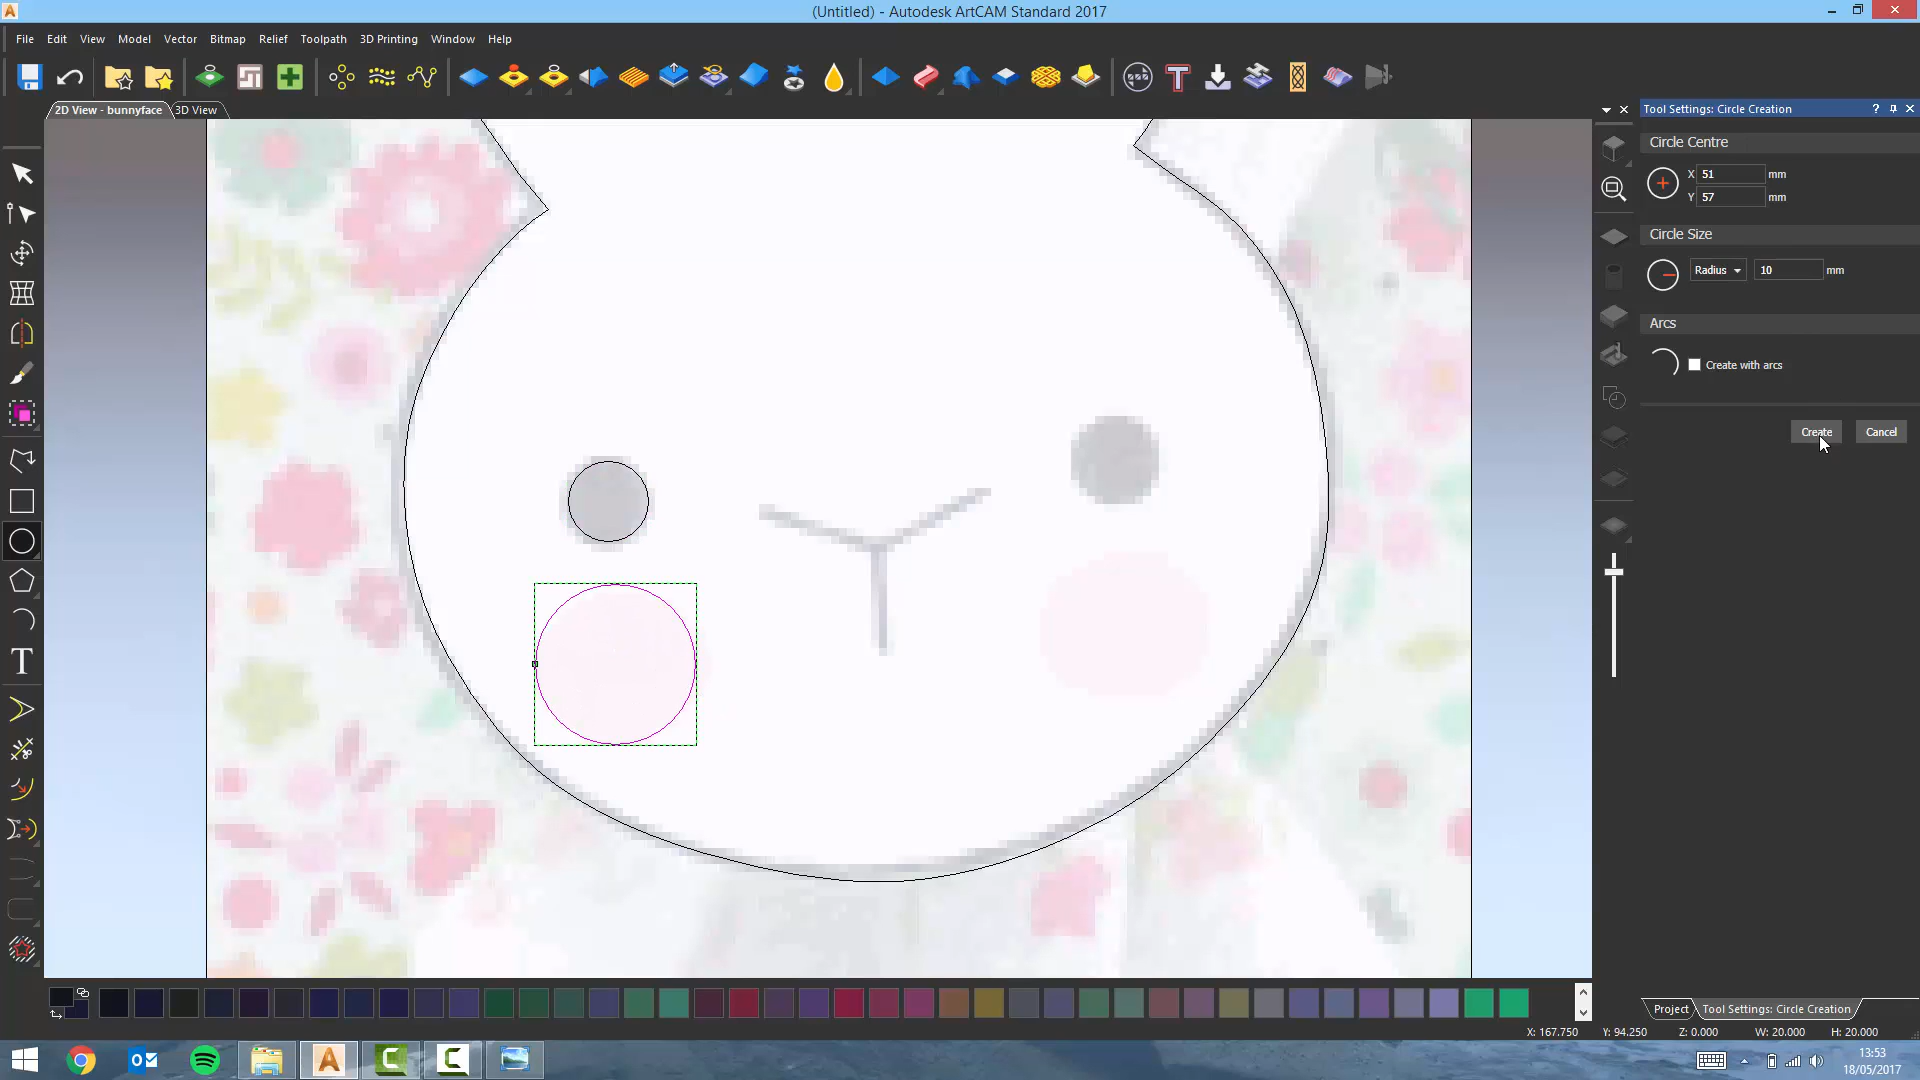 (Untitled) - Autodesk ArtCAM Standard 2017
File Edit View Model Vector Bitmap Relief Toolpath 3D Printing Window Help
2D View - bunnyface 3D View
Tool Settings: Circle Creation
Circle Centre
X 51 mm
Y 57 mm
Circle Size
Radius 10 mm
Arcs
Create with arcs
Create Cancel
Project Tool Settings: Circle Creation
X: 167.750 Y: 94.250 Z: 0.000 W: 20.000 H: 20.000
13:53
18/05/2017